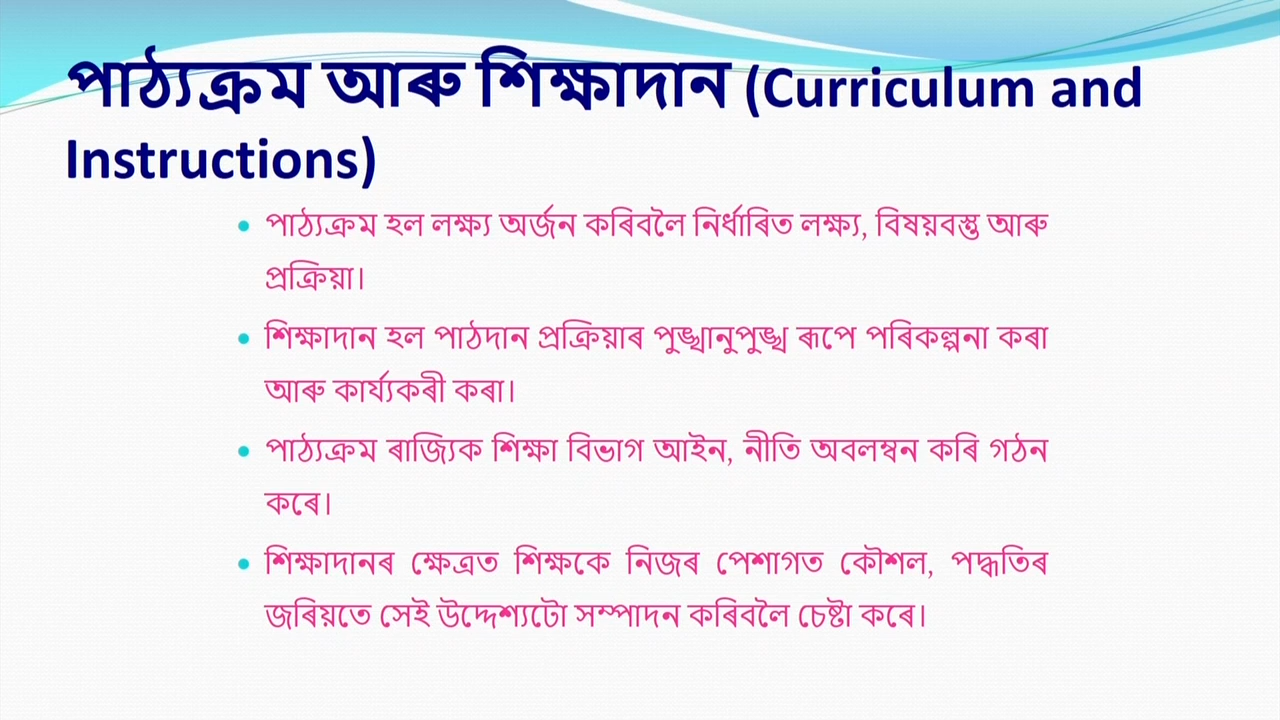 পাঠ্যক্ৰম আৰু শিক্ষাদান (Curriculum and
Instructions)
• পাঠ্যক্ৰম হল লক্ষ্য অৰ্জন কৰিবলৈ নিৰ্ধাৰিত লক্ষ্য, বিষয়বস্তু আৰু
প্ৰক্ৰিয়া।
• শিক্ষাদান হল পাঠদান প্ৰক্ৰিয়াৰ পুঙ্খানুপুঙ্খ ৰূপে পৰিকল্পনা কৰা
আৰু কাৰ্য্যকৰী কৰা।
• পাঠ্যক্ৰম ৰাজ্যিক শিক্ষা বিভাগ আইন, নীতি অবলম্বন কৰি গঠন
কৰে।
• শিক্ষাদানৰ ক্ষেত্ৰত শিক্ষকে নিজৰ পেশাগত কৌশল, পদ্ধতিৰ
জৰিয়তে সেই উদ্দেশ্যটো সম্পাদন কৰিবলৈ চেষ্টা কৰে।